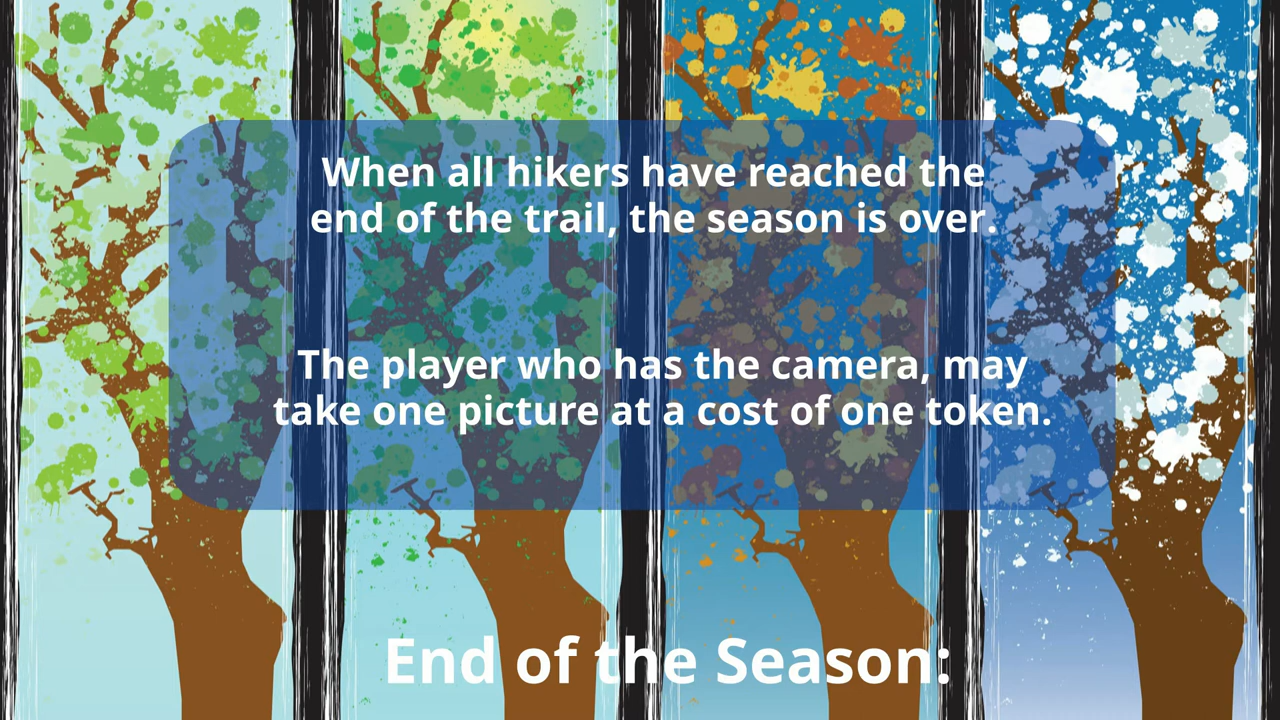 When all hikers have reached the
end of the trail, the season is over.
The player who has the camera, may
take one picture at a cost of one token.
End of the Season: